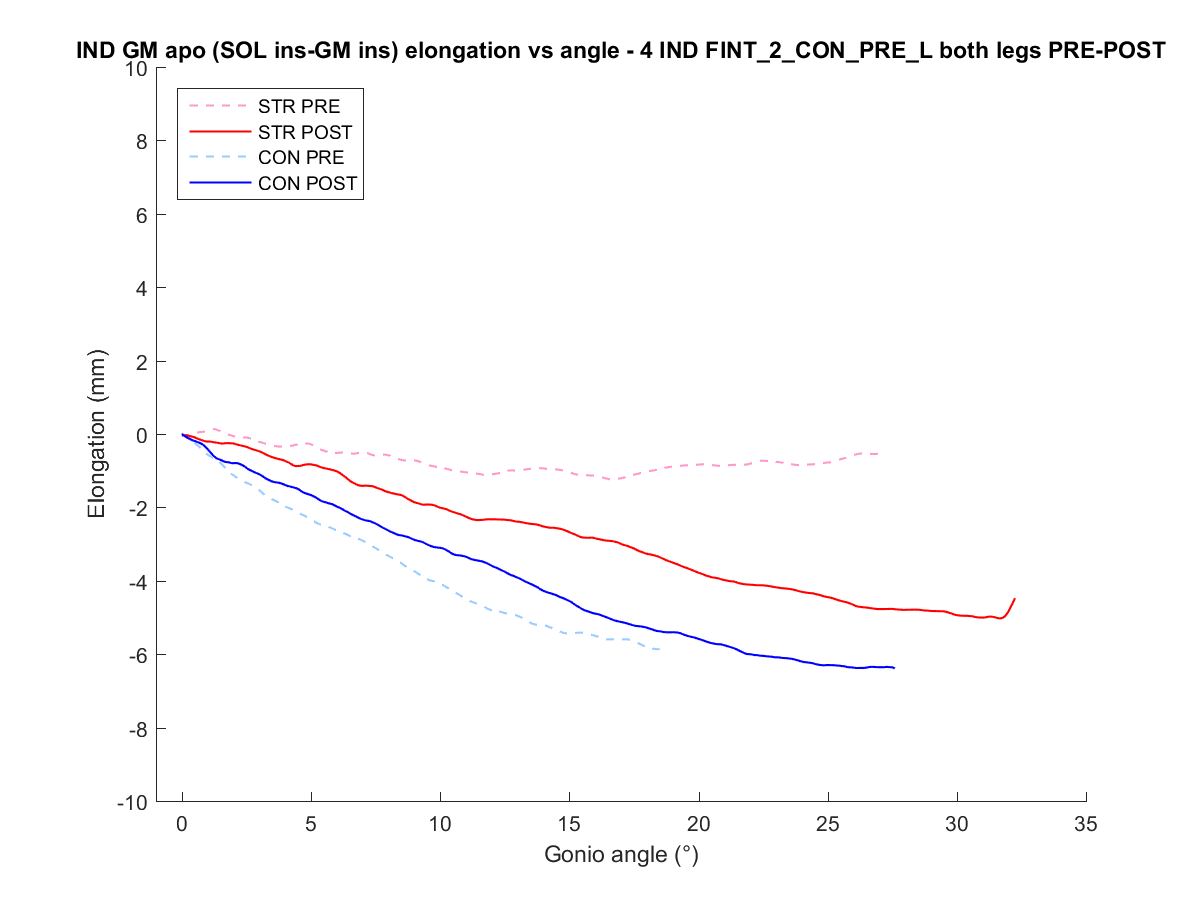 IND GM apo (SOL ins-GM ins) elongation vs angle - 4 IND FINT_2_CON_PRE_L both legs PRE-POST
10
8
6
4
2
0
-2
-4
-6
-8
-10
Elongation (mm)
STR PRE
STR POST
CON PRE
CON POST
0 5 10 15 20 25 30 35
Gonio angle (°)